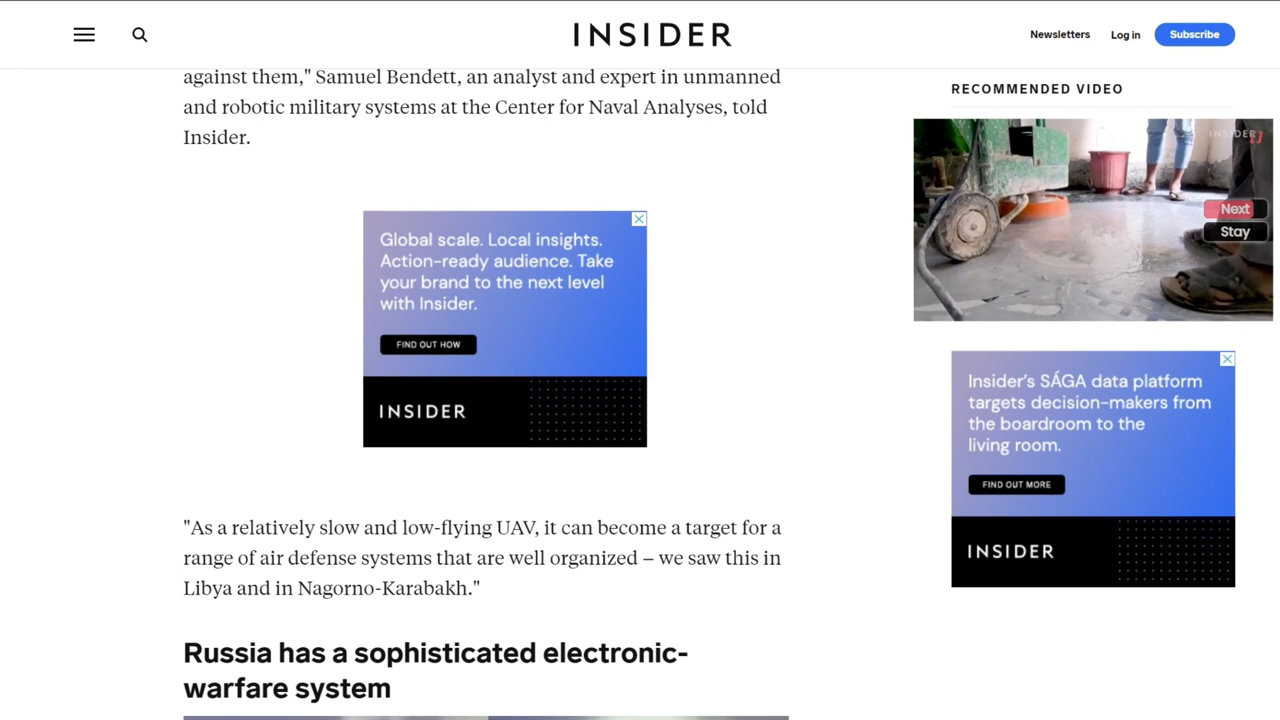 INSIDER
Newsletters
Log in
Subscribe
against them," Samuel Bendett, an analyst and expert in unmanned
and robotic military systems at the Center for Naval Analyses, told
Insider.
Global scale. Local insights.
Action-ready audience. Take
your brand to the next level
with Insider.
FIND OUT HOW
INSIDER
"As a relatively slow and low-flying UAV, it can become a target for a
range of air defense systems that are well organized – we saw this in
Libya and in Nagorno-Karabakh."
Russia has a sophisticated electronic-
warfare system
RECOMMENDED VIDEO
INSIDER
Next
Stay
Insider's SÁGA data platform
targets decision-makers from
the boardroom to the
living room.
FIND OUT MORE
INSIDER